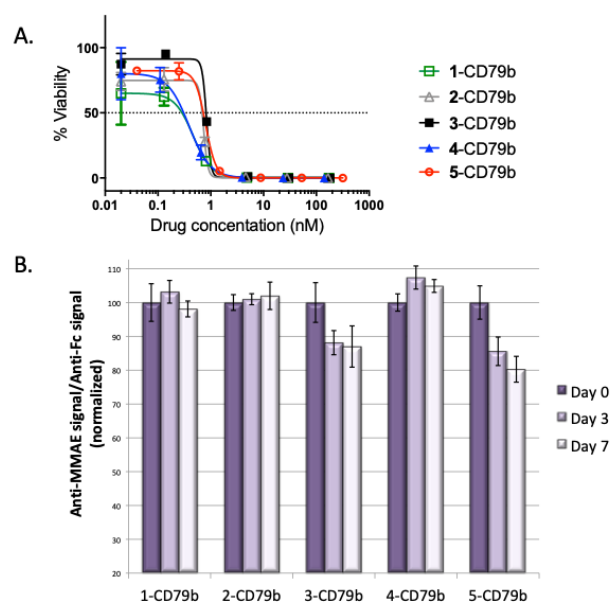 A.
100
50
0
% Viability
0.01 0.1 1 10 100 1000
Drug concentation (nM)
1-CD79b
2-CD79b
3-CD79b
4-CD79b
5-CD79b
B.
Anti-MMAE signal/Anti-Fc signal
(normalized)
110
100
90
80
70
60
50
40
30
20
1-CD79b 2-CD79b 3-CD79b 4-CD79b 5-CD79b
Day 0
Day 3
Day 7